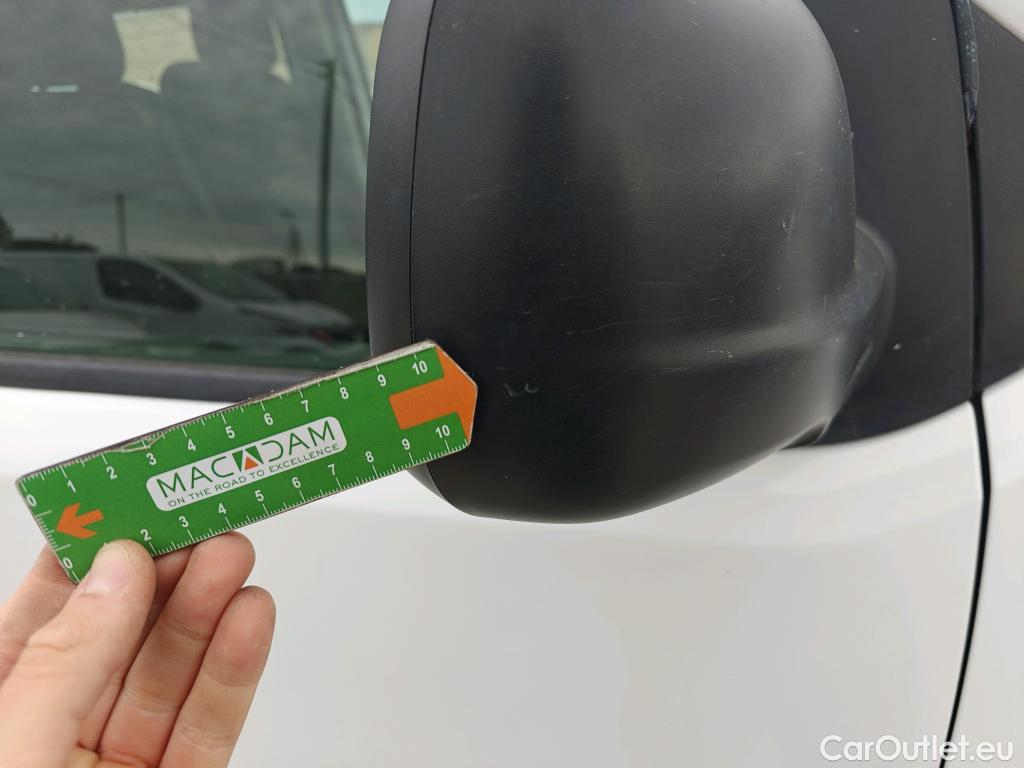 0 1 2 3 4 5 6 7 8 9 10
MACADAM
ON THE ROAD TO EXCELLENCE
0 2 3 4 5 6 7 8 9 10
CarOutlet.eu